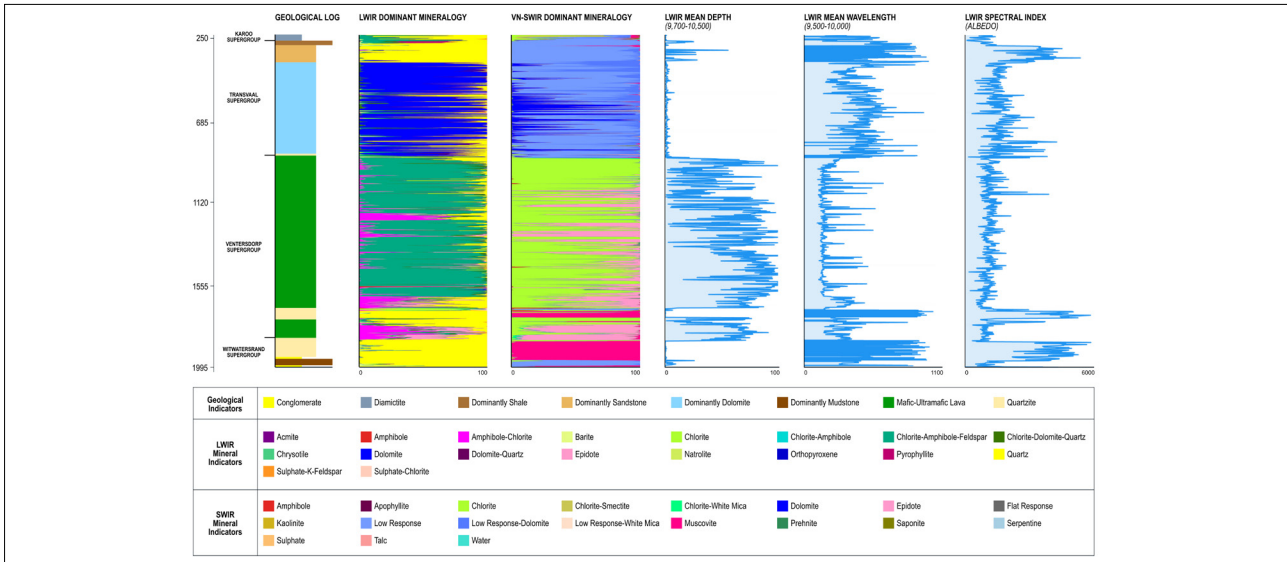 GEOLOGICAL LOG
LWIR DOMINANT MINERALOGY
VN-SWIR DOMINANT MINERALOGY
LWIR MEAN DEPTH
(9,700-10,500)
LWIR MEAN WAVELENGTH
(9,500-10,000)
LWIR SPECTRAL INDEX
(ALBEDO)
KAROO
SUPERGROUP
250
TRANSVAAL
SUPERGROUP
685
1120
VENTERSDORP
SUPERGROUP
1555
WITWATERSRAND
SUPERGROUP
1995
0 100
0 100
0 100
0 1100
0 6000
Geological
Indicators
Conglomerate Diamictite Dominantly Shale Dominantly Sandstone Dominantly Dolomite Dominantly Mudstone Mafic-Ultramafic Lava Quartzite
LWIR
Mineral
Indicators
Acmite Amphibole Amphibole-Chlorite Barite Chlorite Chlorite-Amphibole Chlorite-Amphibole-Feldspar Chlorite-Dolomite-Quartz
Chrysotile Dolomite Dolomite-Quartz Epidote Natrolite Orthopyroxene Pyrophyllite Quartz
Sulphate-K-Feldspar Sulphate-Chlorite
SWIR
Mineral
Indicators
Amphibole Apophyllite Chlorite Chlorite-Smectite Chlorite-White Mica Dolomite Epidote Flat Response
Kaolinite Low Response Low Response-Dolomite Low Response-White Mica Muscovite Prehnite Saponite Serpentine
Sulphate Talc Water